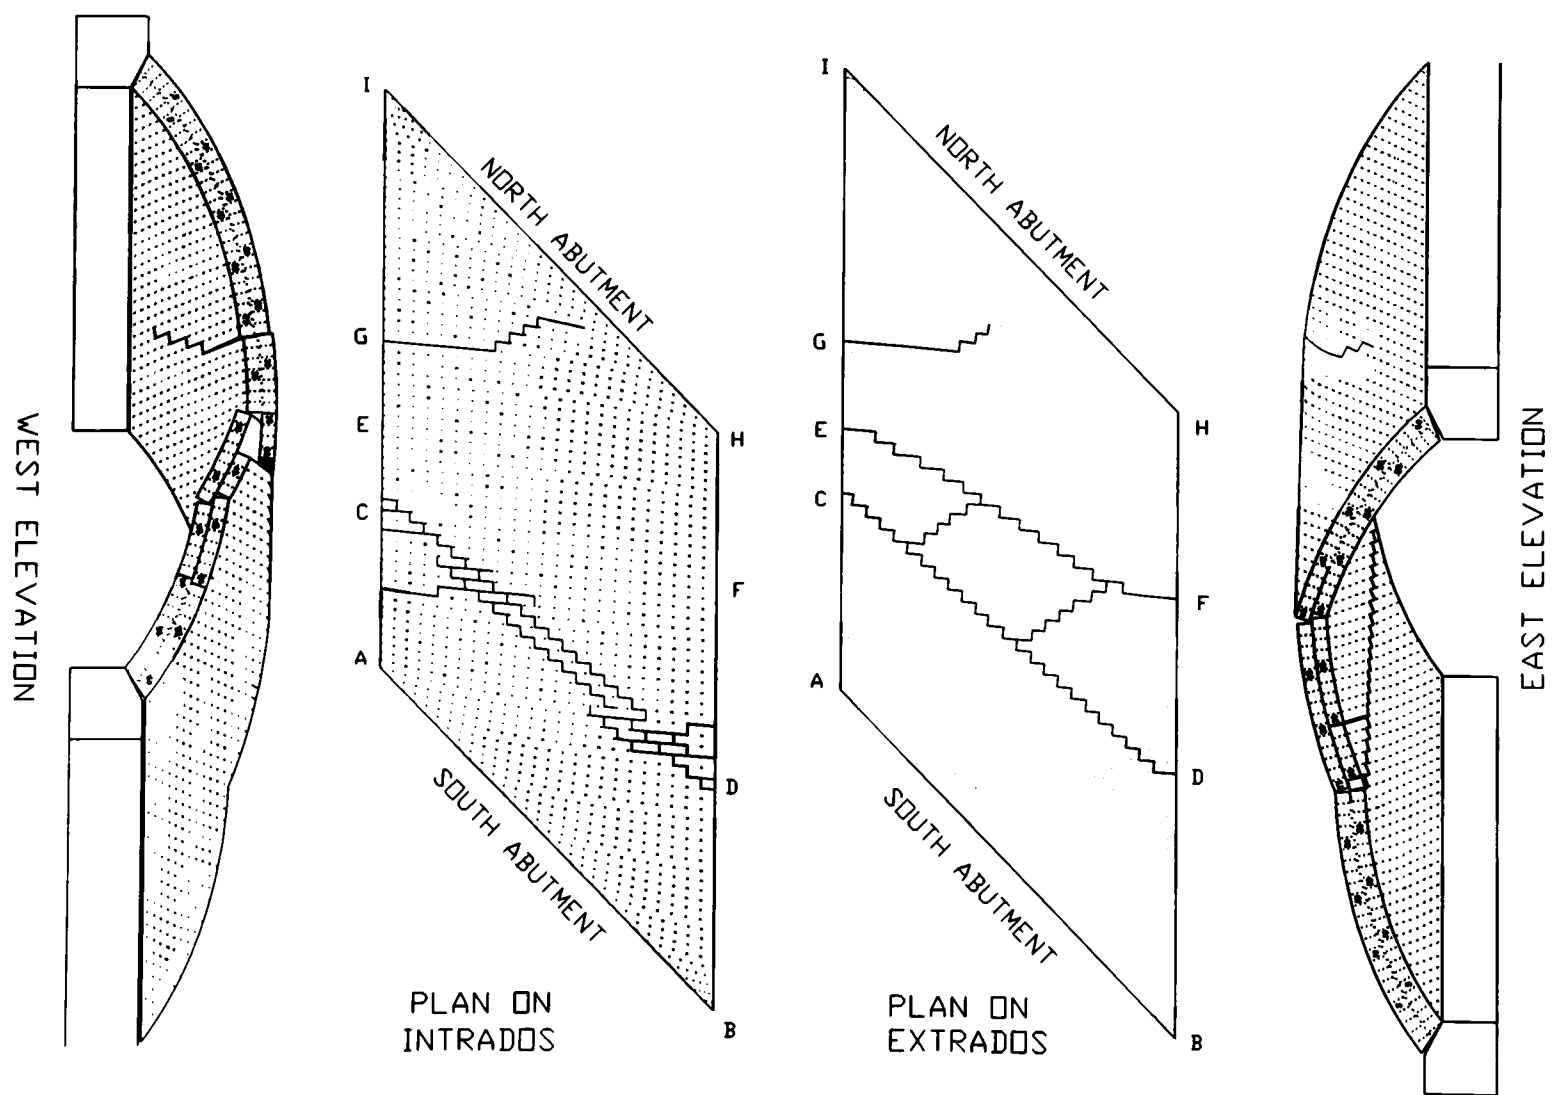 WEST ELEVATION
I
G
E
C
A
H
F
D
B
NORTH ABUTMENT
SOUTH ABUTMENT
PLAN ON
INTRADOS
I
G
E
C
A
H
F
D
B
NORTH ABUTMENT
SOUTH ABUTMENT
PLAN ON
EXTRADOS
EAST ELEVATION